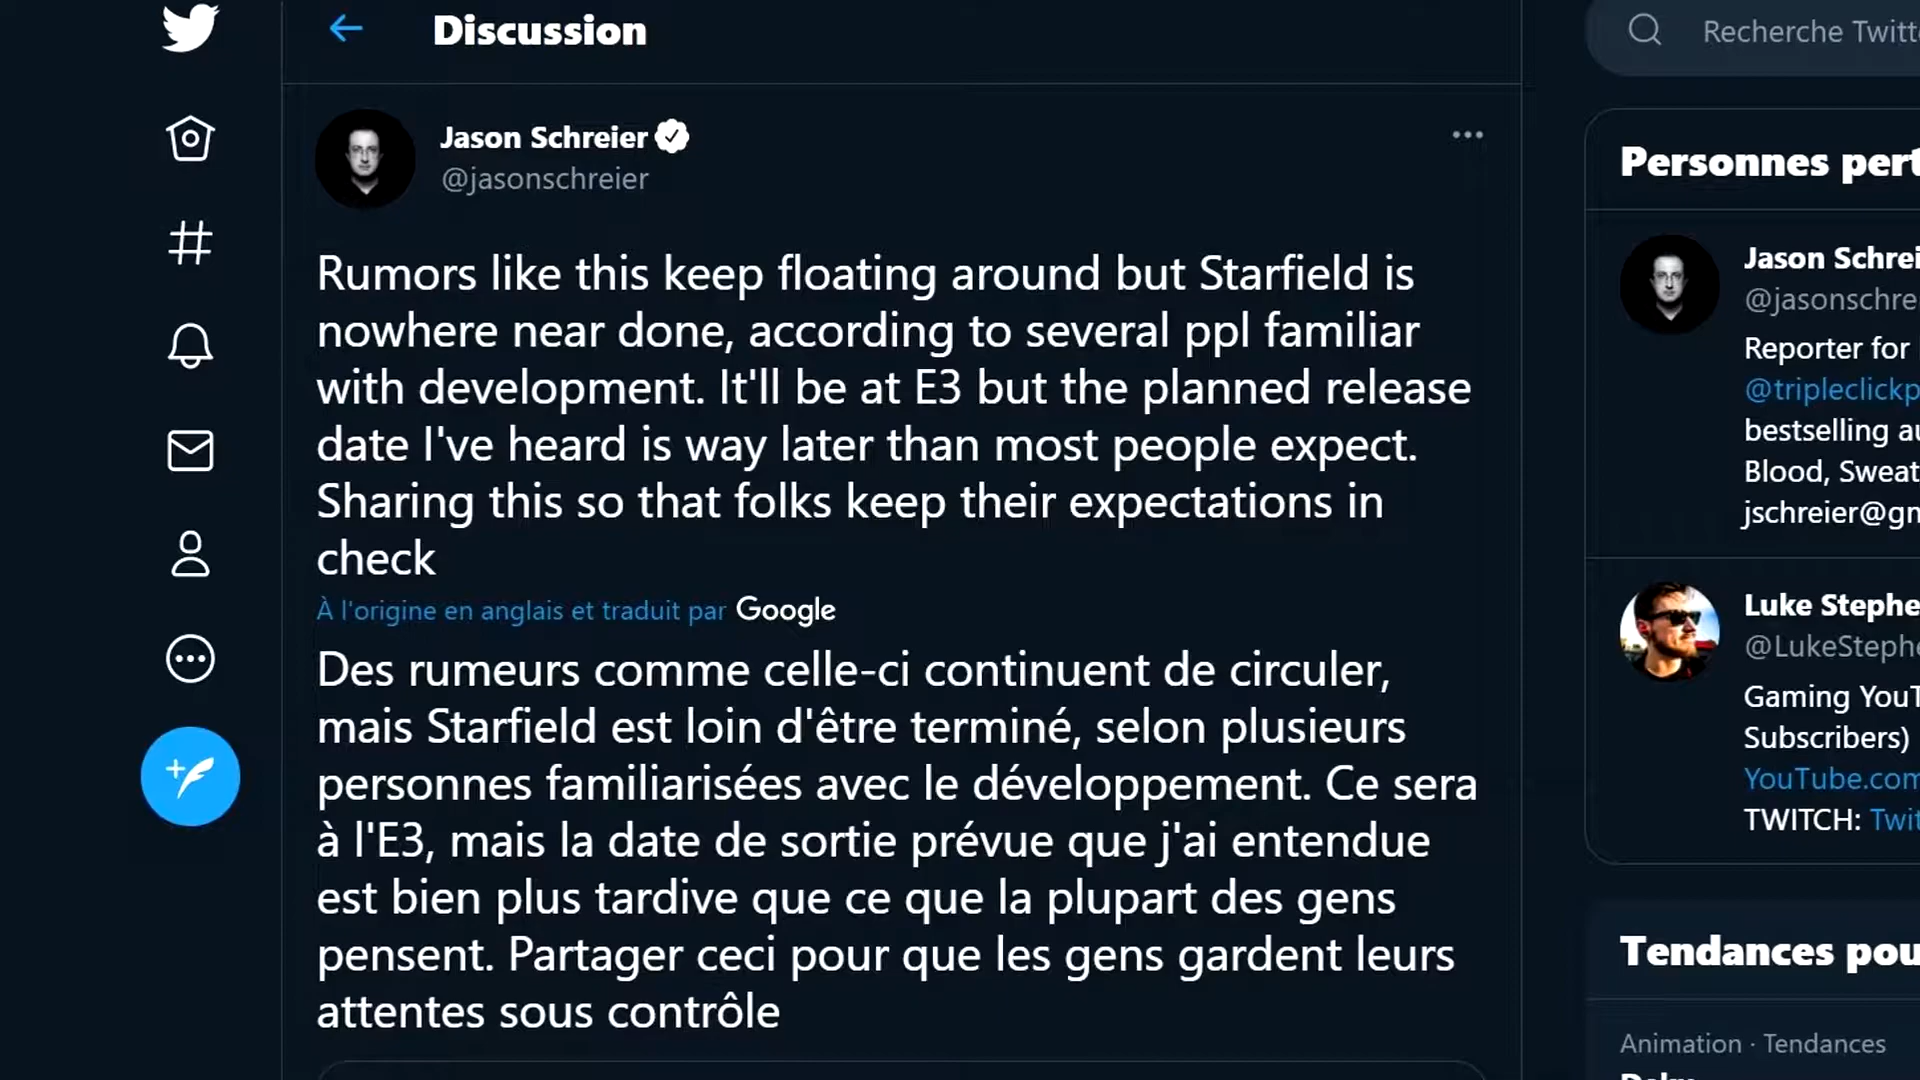 Discussion
Recherche Twitt
Jason Schreier
@jasonschreier
Rumors like this keep floating around but Starfield is
nowhere near done, according to several ppl familiar
with development. It'll be at E3 but the planned release
date I've heard is way later than most people expect.
Sharing this so that folks keep their expectations in
check
À l'origine en anglais et traduit par Google
Des rumeurs comme celle-ci continuent de circuler,
mais Starfield est loin d'être terminé, selon plusieurs
personnes familiarisées avec le développement. Ce sera
à l'E3, mais la date de sortie prévue que j'ai entendue
est bien plus tardive que ce que la plupart des gens
pensent. Partager ceci pour que les gens gardent leurs
attentes sous contrôle
Personnes pert
Jason Schrei
@jasonschre
Reporter for
@tripleclickp
bestselling au
Blood, Sweat
jschreier@gm
Luke Stephe
@LukeStephe
Gaming YouT
Subscribers)
YouTube.com
TWITCH: Twit
Tendances pou
Animation · Tendances